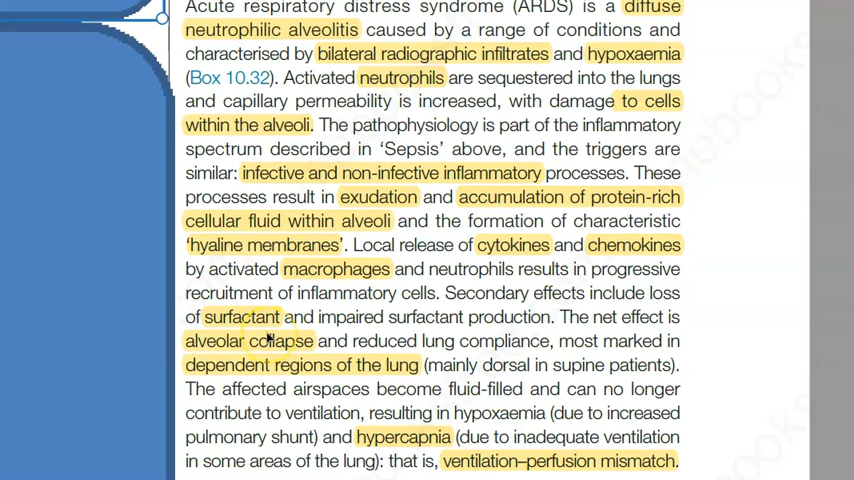 Acute respiratory distress syndrome (ARDS) is a diffuse
neutrophilic alveolitis caused by a range of conditions and
characterised by bilateral radiographic infiltrates and hypoxaemia
(Box 10.32). Activated neutrophils are sequestered into the lungs
and capillary permeability is increased, with damage to cells
within the alveoli. The pathophysiology is part of the inflammatory
spectrum described in ‘Sepsis’ above, and the triggers are
similar: infective and non-infective inflammatory processes. These
processes result in exudation and accumulation of protein-rich
cellular fluid within alveoli and the formation of characteristic
‘hyaline membranes’. Local release of cytokines and chemokines
by activated macrophages and neutrophils results in progressive
recruitment of inflammatory cells. Secondary effects include loss
of surfactant and impaired surfactant production. The net effect is
alveolar collapse and reduced lung compliance, most marked in
dependent regions of the lung (mainly dorsal in supine patients).
The affected airspaces become fluid-filled and can no longer
contribute to ventilation, resulting in hypoxaemia (due to increased
pulmonary shunt) and hypercapnia (due to inadequate ventilation
in some areas of the lung): that is, ventilation–perfusion mismatch.